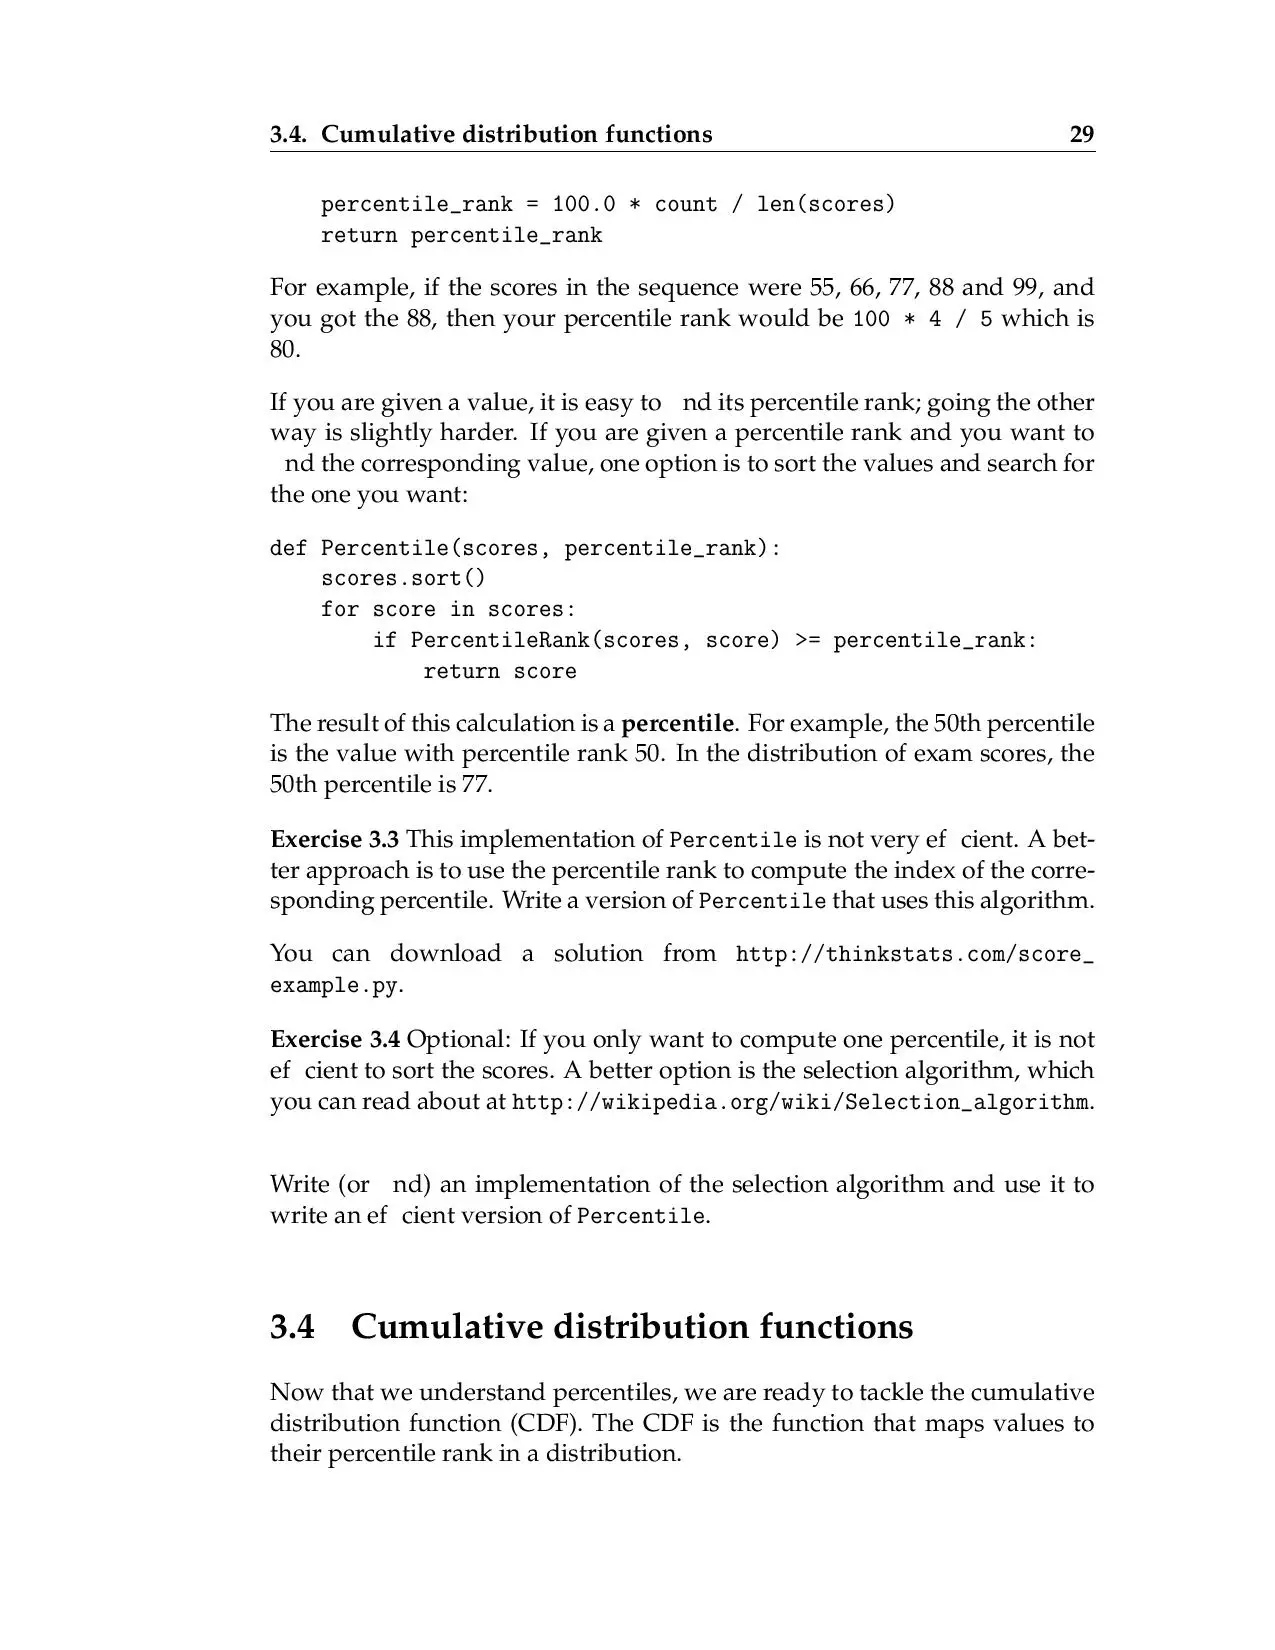 3.4. Cumulative distribution functions 29
percentile_rank = 100.0 * count / len(scores)
return percentile_rank
For example, if the scores in the sequence were 55, 66, 77, 88 and 99, and
you got the 88, then your percentile rank would be 100 * 4 / 5 which is
80.
If you are given a value, it is easy to nd its percentile rank; going the other
way is slightly harder. If you are given a percentile rank and you want to
nd the corresponding value, one option is to sort the values and search for
the one you want:
def Percentile(scores, percentile_rank):
scores.sort()
for score in scores:
if PercentileRank(scores, score) >= percentile_rank:
return score
The result of this calculation is a percentile. For example, the 50th percentile
is the value with percentile rank 50. In the distribution of exam scores, the
50th percentile is 77.
Exercise 3.3 This implementation of Percentile is not very ef cient. A bet-
ter approach is to use the percentile rank to compute the index of the corre-
sponding percentile. Write a version of Percentile that uses this algorithm.
You can download a solution from http://thinkstats.com/score_
example.py.
Exercise 3.4 Optional: If you only want to compute one percentile, it is not
ef cient to sort the scores. A better option is the selection algorithm, which
you can read about at http://wikipedia.org/wiki/Selection_algorithm.
Write (or nd) an implementation of the selection algorithm and use it to
write an ef cient version of Percentile.
3.4 Cumulative distribution functions
Now that we understand percentiles, we are ready to tackle the cumulative
distribution function (CDF). The CDF is the function that maps values to
their percentile rank in a distribution.